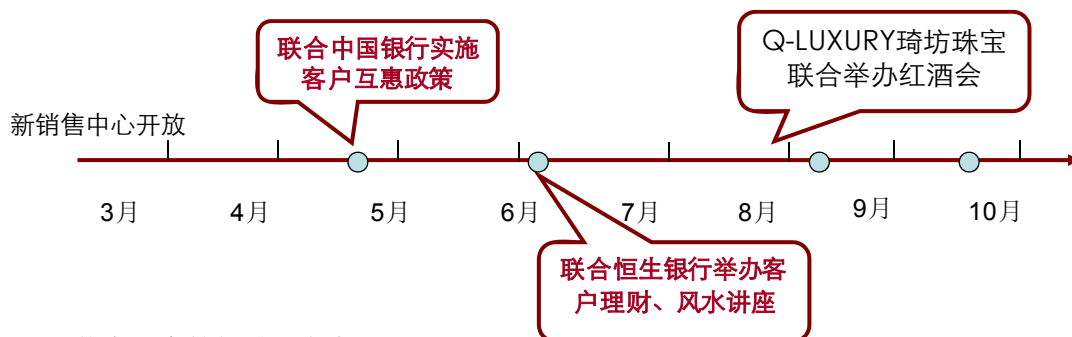 联合中国银行实施
客户互惠政策
Q-LUXURY琦坊珠宝
联合举办红酒会
新销售中心开放
3月
4月
5月
6月
7月
8月
9月
10月
联合恒生银行举办客
户理财、风水讲座